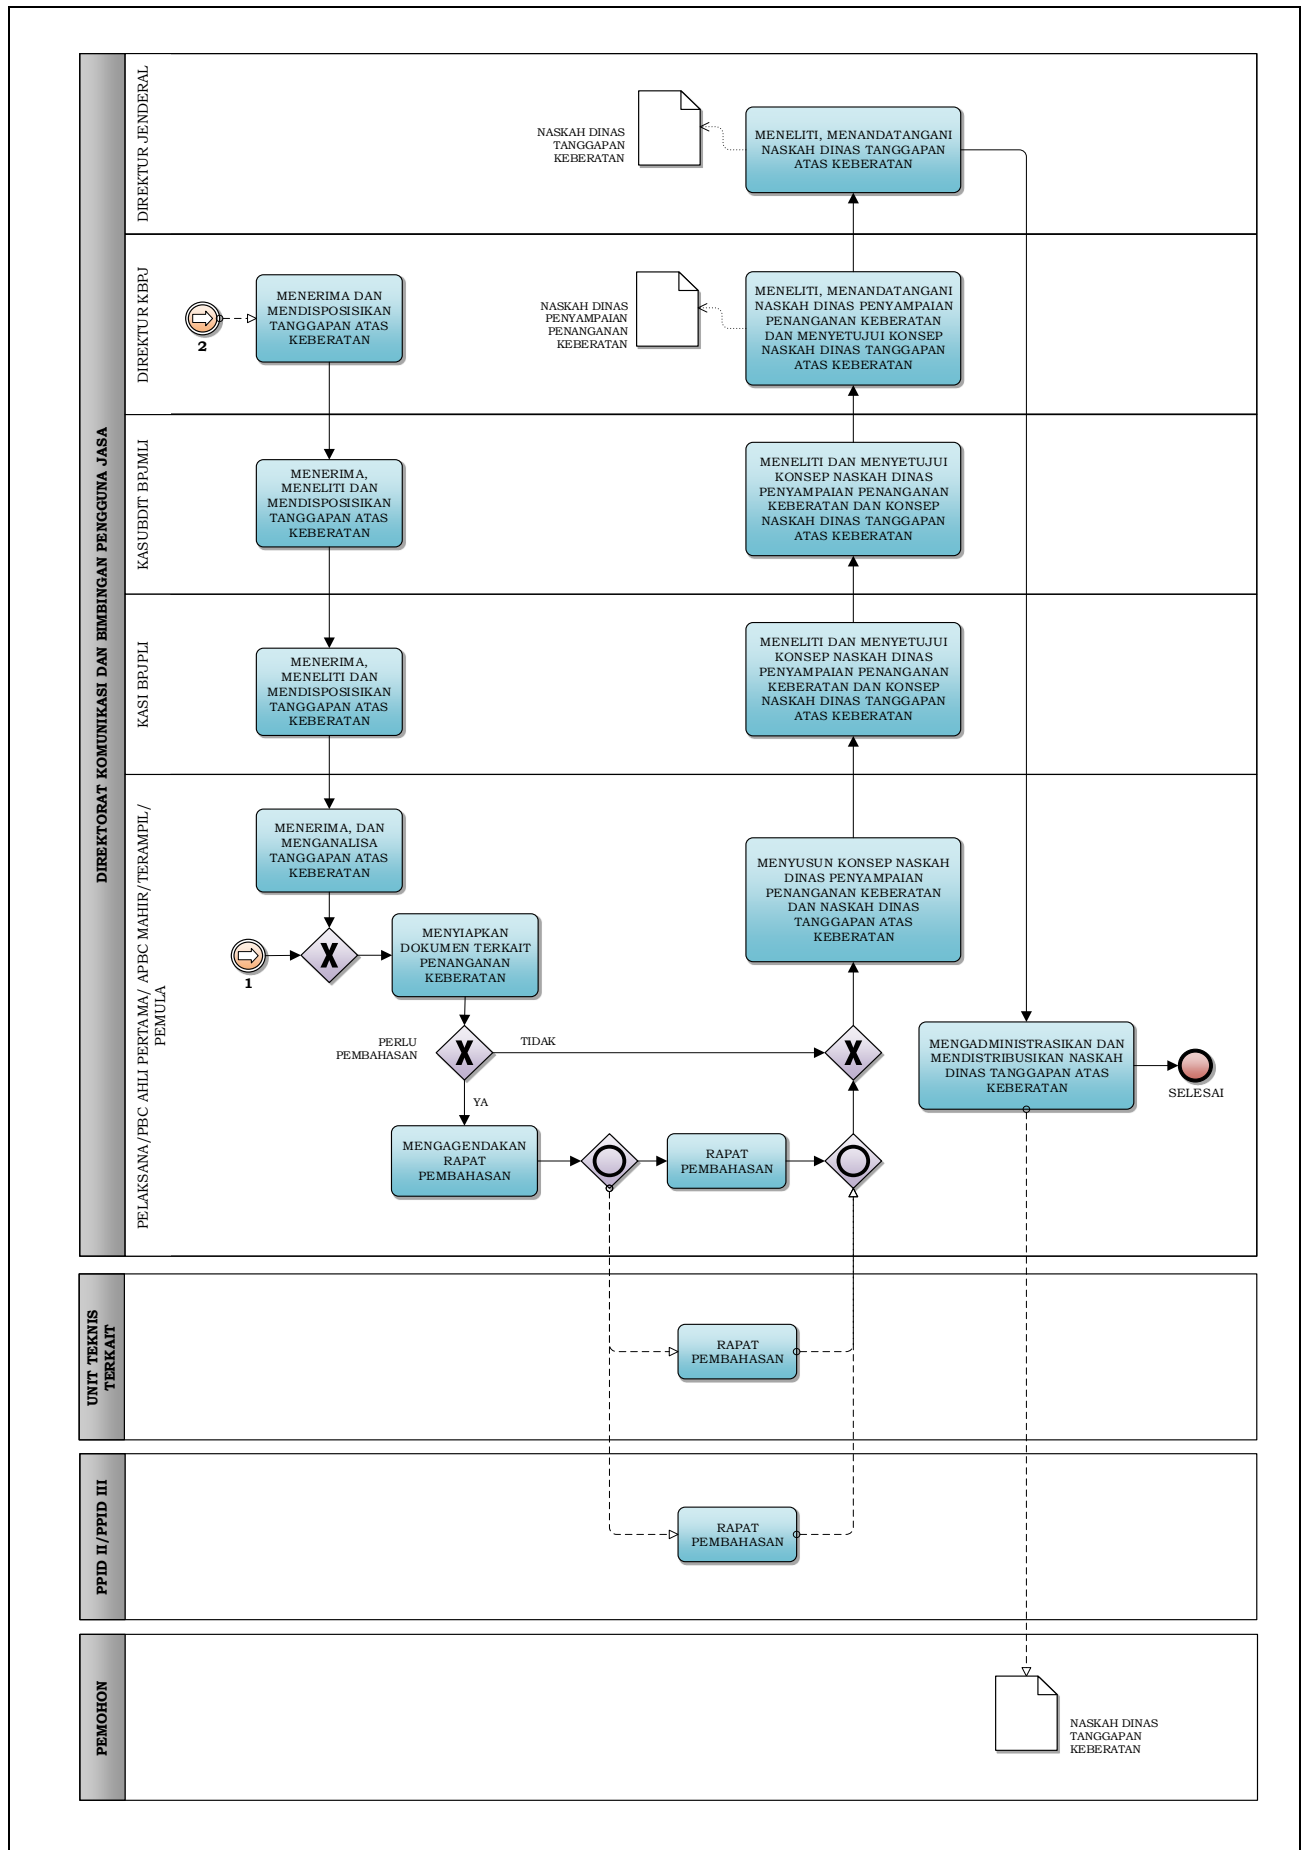 DIREKTORAT KOMUNIKASI DAN BIMBINGAN PENGGUNA JASA
DIREKTUR JENDERAL
NASKAH DINAS
TANGGAPAN
KEBERATAN
MENELITI, MENANDATANGANI
NASKAH DINAS TANGGAPAN
ATAS KEBERATAN
DIREKTUR KBPJ
2
MENERIMA DAN
MENDISPOSISIKAN
TANGGAPAN ATAS
KEBERATAN
NASKAH DINAS
PENYAMPAIAN
PENANGANAN
KEBERATAN
MENELITI, MENANDATANGANI
NASKAH DINAS PENYAMPAIAN
PENANGANAN KEBERATAN
DAN MENYETUJUI KONSEP
NASKAH DINAS TANGGAPAN
ATAS KEBERATAN
KASUBDIT BPJMLI
MENERIMA,
MENELITI DAN
MENDISPOSISIKAN
TANGGAPAN ATAS
KEBERATAN
MENELITI DAN MENYETUJUI
KONSEP NASKAH DINAS
PENYAMPAIAN PENANGANAN
KEBERATAN DAN KONSEP
NASKAH DINAS TANGGAPAN
ATAS KEBERATAN
KASI BPJPLI
MENERIMA,
MENELITI DAN
MENDISPOSISIKAN
TANGGAPAN ATAS
KEBERATAN
MENELITI DAN MENYETUJUI
KONSEP NASKAH DINAS
PENYAMPAIAN PENANGANAN
KEBERATAN DAN KONSEP
NASKAH DINAS TANGGAPAN
ATAS KEBERATAN
PELAKSANA/PBC AHLI PERTAMA/ APBC MAHIR/TERAMPIL/
PEMULA
MENERIMA, DAN
MENGANALISA
TANGGAPAN ATAS
KEBERATAN
1
MENYIAPKAN
DOKUMEN TERKAIT
PENANGANAN
KEBERATAN
PERLU
PEMBAHASAN
TIDAK
YA
MENGAGENDAKAN
RAPAT
PEMBAHASAN
RAPAT
PEMBAHASAN
MENYUSUN KONSEP NASKAH
DINAS PENYAMPAIAN
PENANGANAN KEBERATAN
DAN NASKAH DINAS
TANGGAPAN ATAS
KEBERATAN
MENGADMINISTRASIKAN DAN
MENDISTRIBUSIKAN NASKAH
DINAS TANGGAPAN ATAS
KEBERATAN
SELESAI
UNIT TEKNIS
TERKAIT
RAPAT
PEMBAHASAN
PPID II/PPID III
RAPAT
PEMBAHASAN
PEMOHON
NASKAH DINAS
TANGGAPAN
KEBERATAN